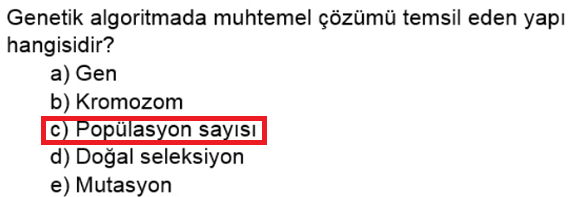 Genetik algoritmada muhtemel çözümü temsil eden yapı
hangisidir?
a) Gen
b) Kromozom
c) Popülasyon sayısı
d) Doğal seleksiyon
e) Mutasyon